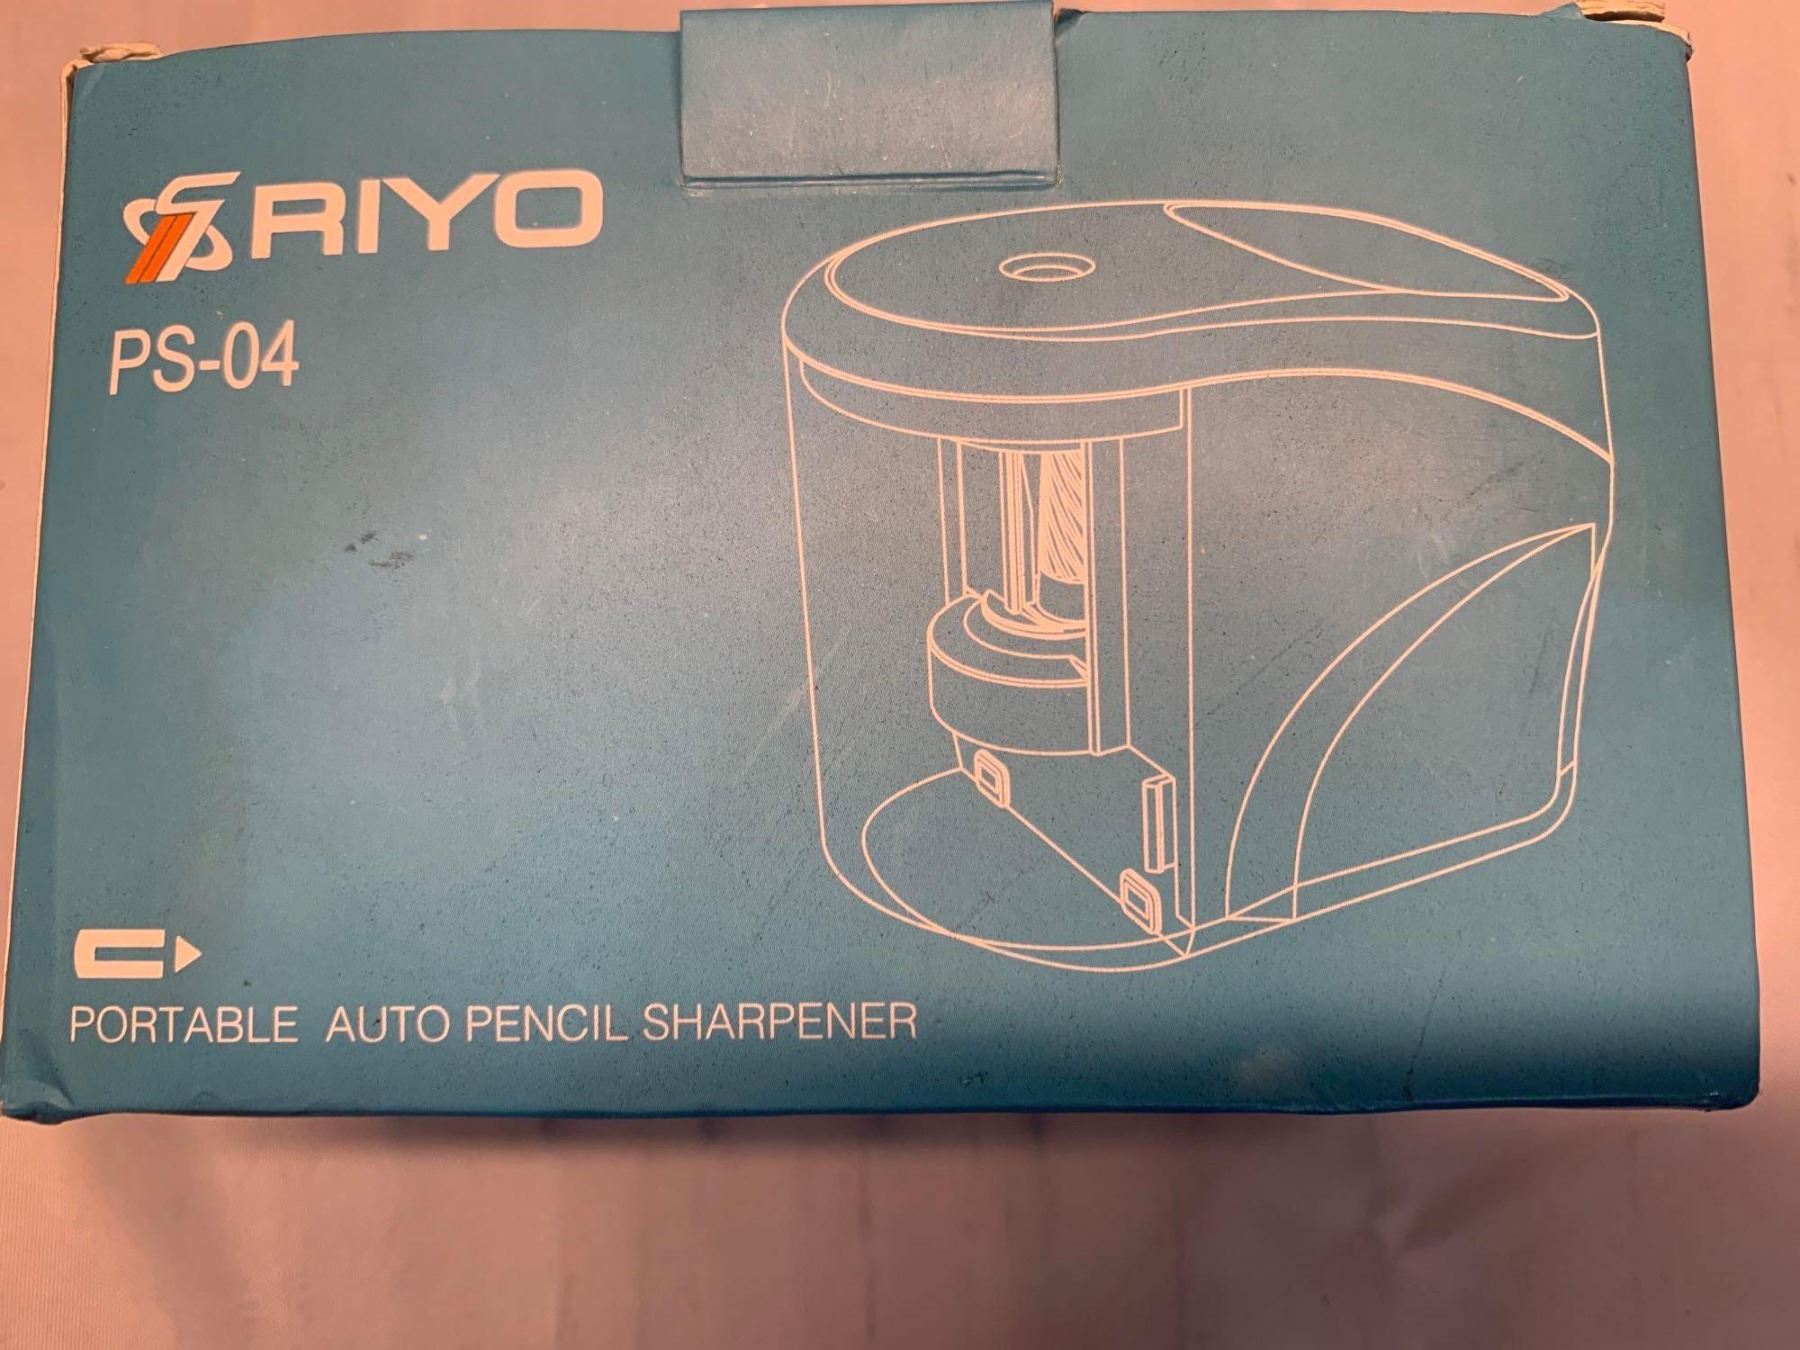 RIYO
PS-04
PORTABLE AUTO PENCIL SHARPENER